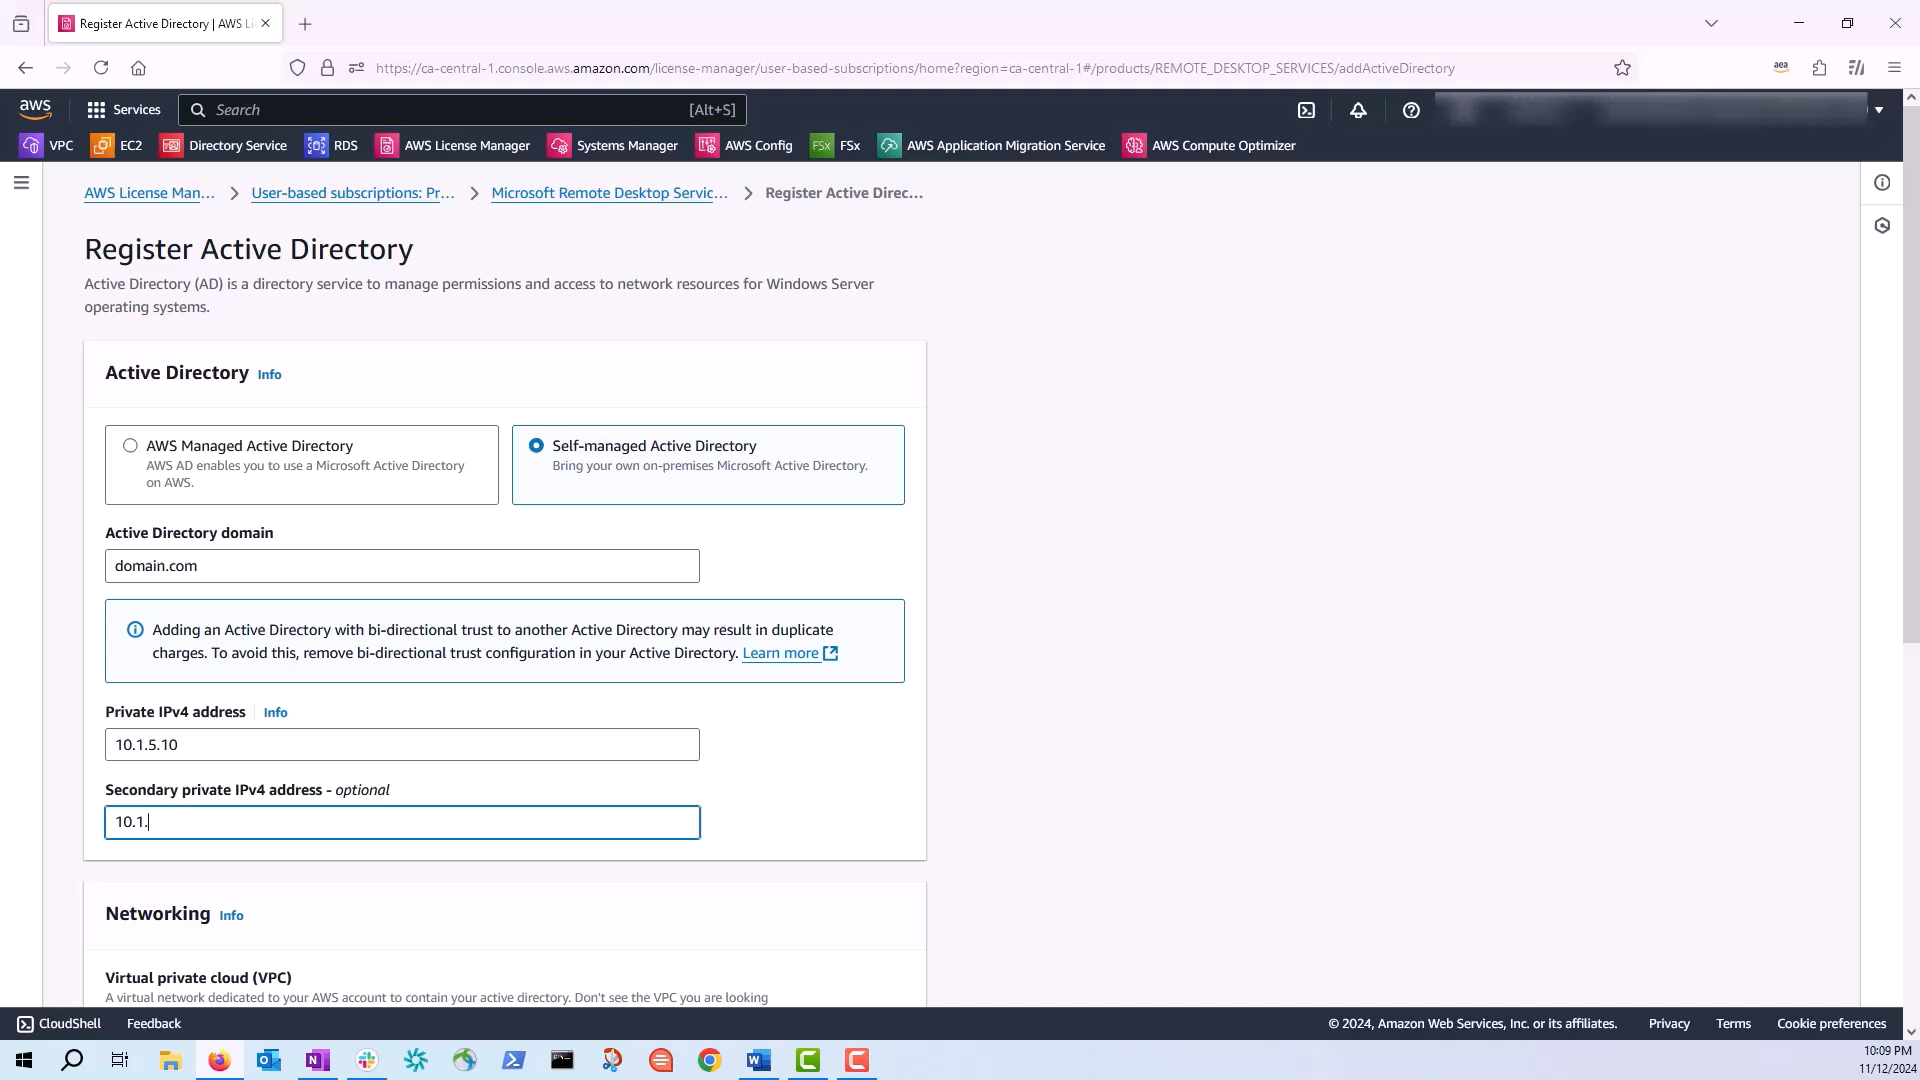 Register Active Directory | AWS Li
https://ca-central-1.console.aws.amazon.com/license-manager/user-based-subscriptions/home?region=ca-central-1#/products/REMOTE_DESKTOP_SERVICES/addActiveDirectory
aea
aws
Services
Search
[Alt+S]
VPC
EC2
Directory Service
RDS
AWS License Manager
Systems Manager
AWS Config
FSx
FSx
AWS Application Migration Service
AWS Compute Optimizer
AWS License Man...
User-based subscriptions: Pr...
Microsoft Remote Desktop Servic...
Register Active Direc...
Register Active Directory
Active Directory (AD) is a directory service to manage permissions and access to network resources for Windows Server
operating systems.
Active Directory Info
AWS Managed Active Directory
AWS AD enables you to use a Microsoft Active Directory
on AWS.
Self-managed Active Directory
Bring your own on-premises Microsoft Active Directory.
Active Directory domain
domain.com
Adding an Active Directory with bi-directional trust to another Active Directory may result in duplicate
charges. To avoid this, remove bi-directional trust configuration in your Active Directory. Learn more
Private IPv4 address Info
10.1.5.10
Secondary private IPv4 address - optional
10.1.
Networking Info
Virtual private cloud (VPC)
A virtual network dedicated to your AWS account to contain your active directory. Don't see the VPC you are looking
CloudShell
Feedback
© 2024, Amazon Web Services, Inc. or its affiliates.
Privacy
Terms
Cookie preferences
10:09 PM
11/12/2024